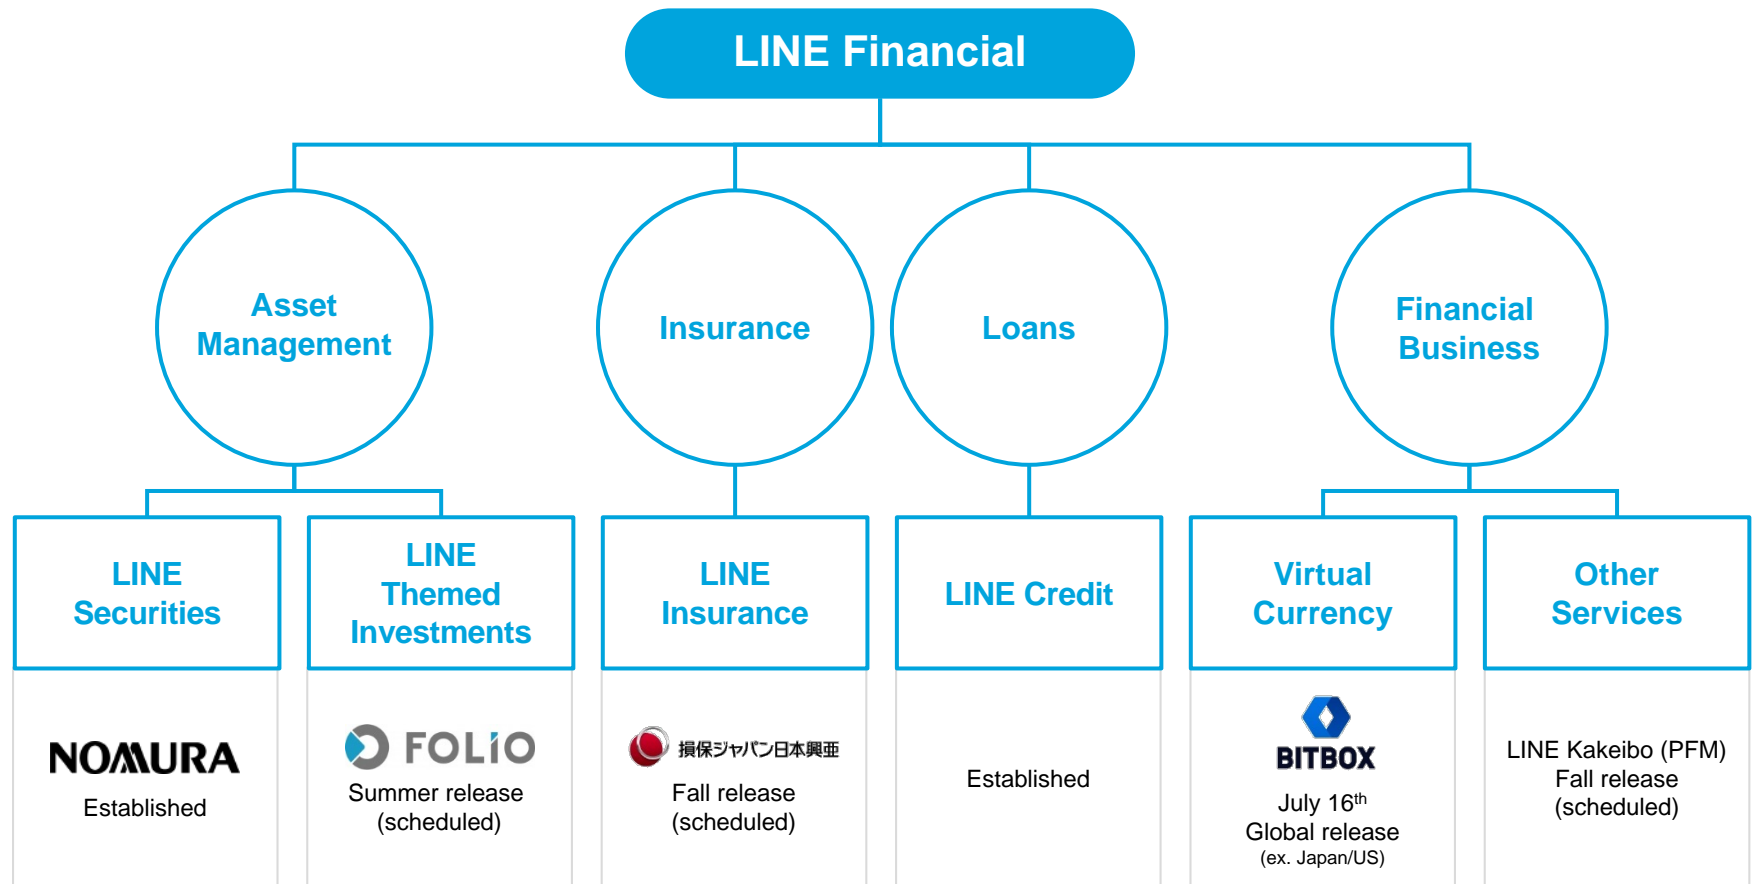 LINE Financial
Asset
Management
Insurance
Loans
Financial
Business
LINE
Securities
LINE
Themed
Investments
LINE
Insurance
LINE Credit
Virtual
Currency
Other
Services
NOMURA
Established
FOLIO
Summer release
(scheduled)
損保ジャパン日本興亜
Fall release
(scheduled)
Established
BITBOX
July 16th
Global release
(ex. Japan/US)
LINE Kakeibo (PFM)
Fall release
(scheduled)